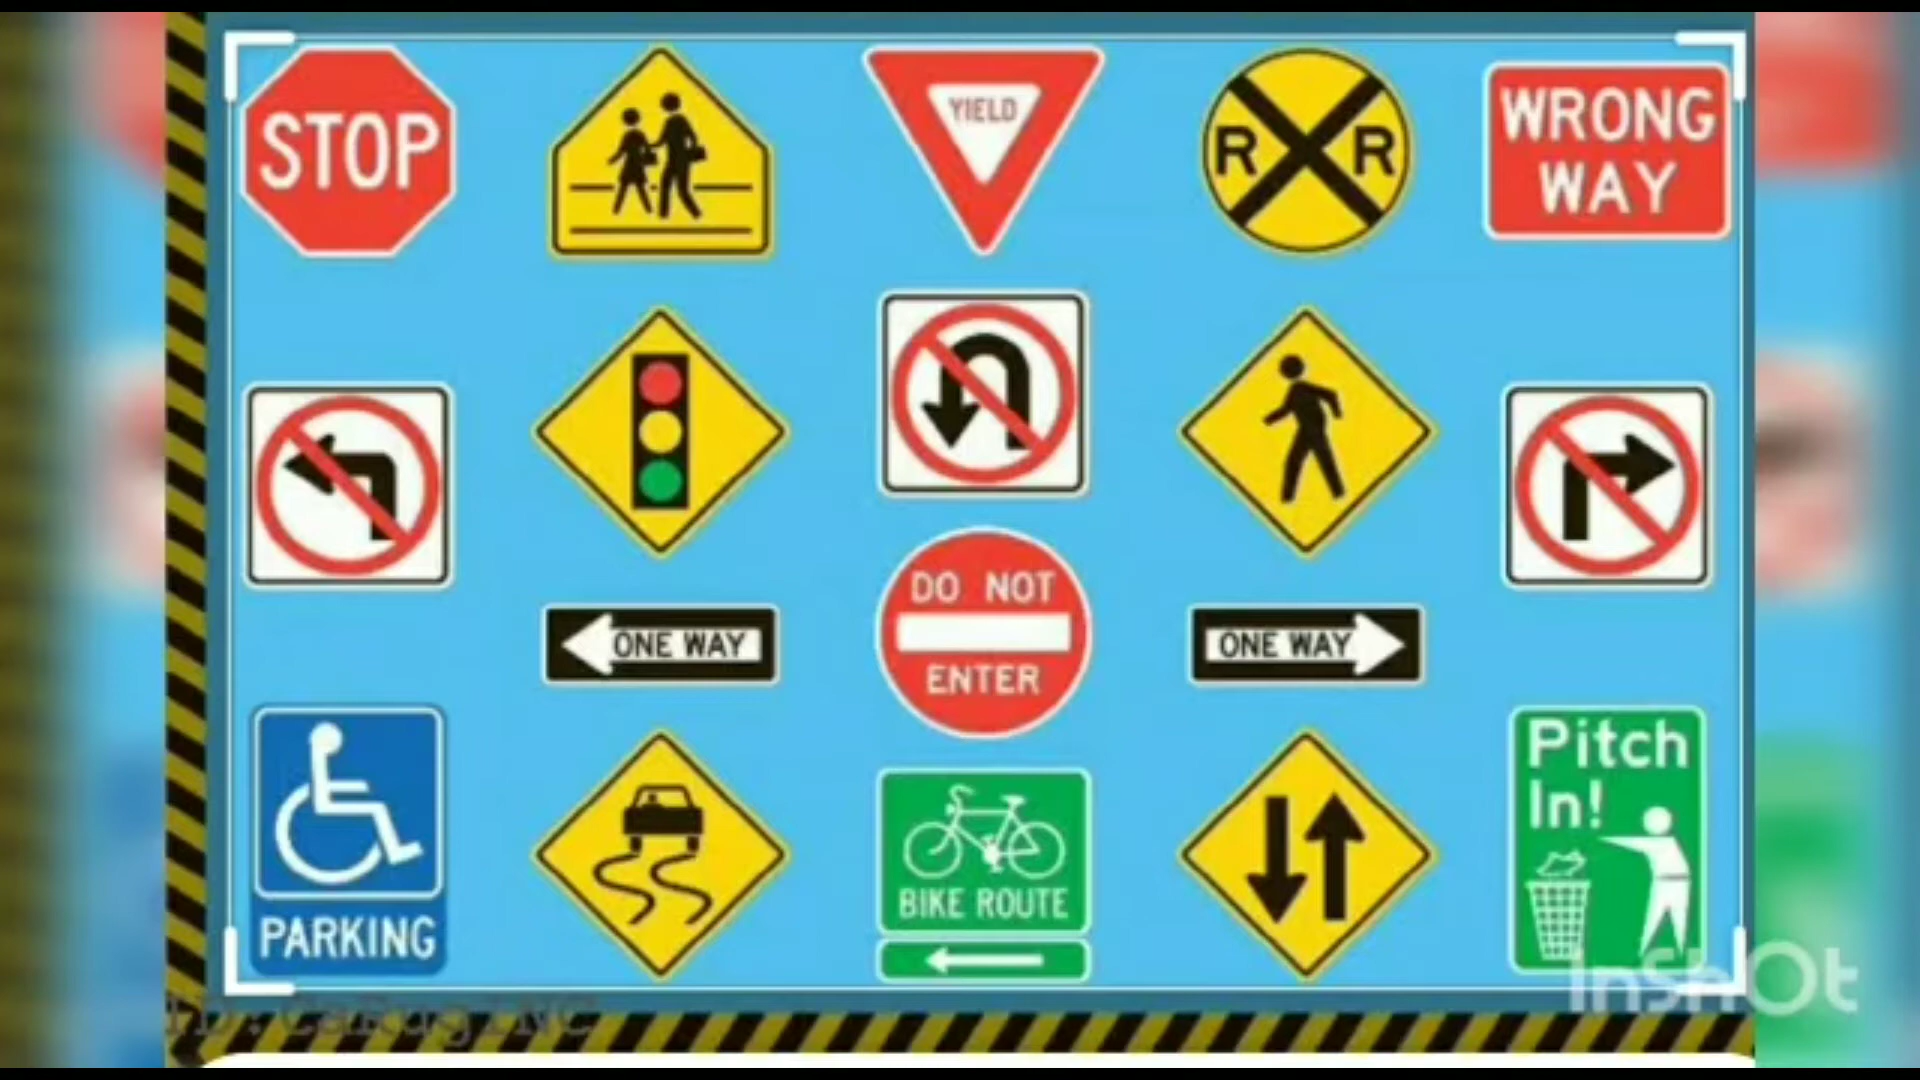 STOP
YIELD
R R
WRONG
WAY
DO NOT
ENTER
ONE WAY
ONE WAY
PARKING
BIKE ROUTE
Pitch
In!
InShOt